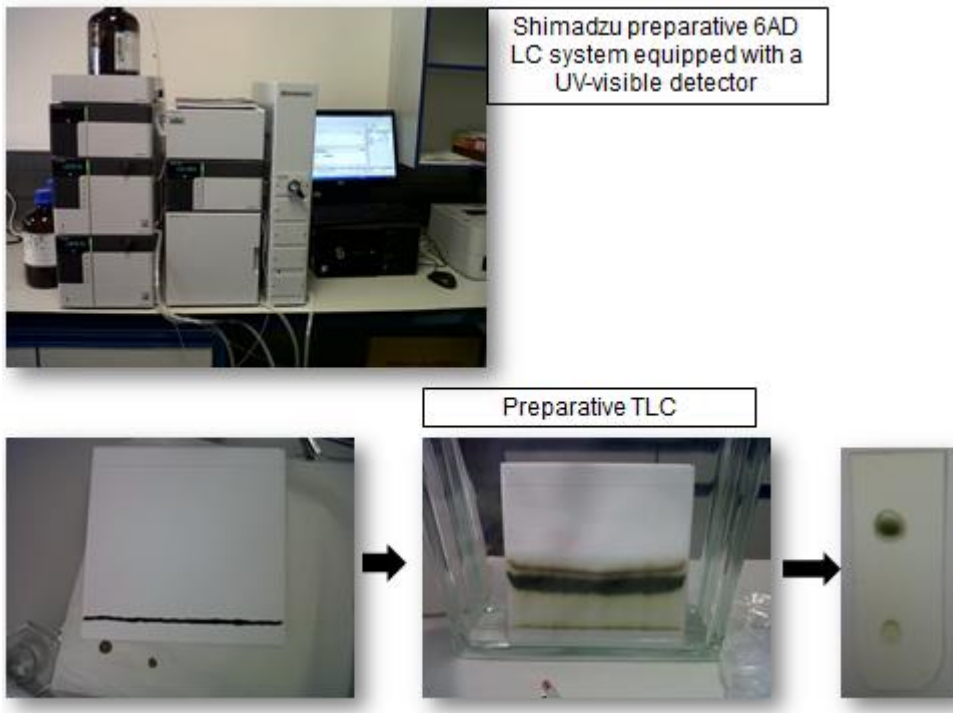 Shimadzu preparative 6AD
LC system equipped with a
UV-visible detector
Preparative TLC